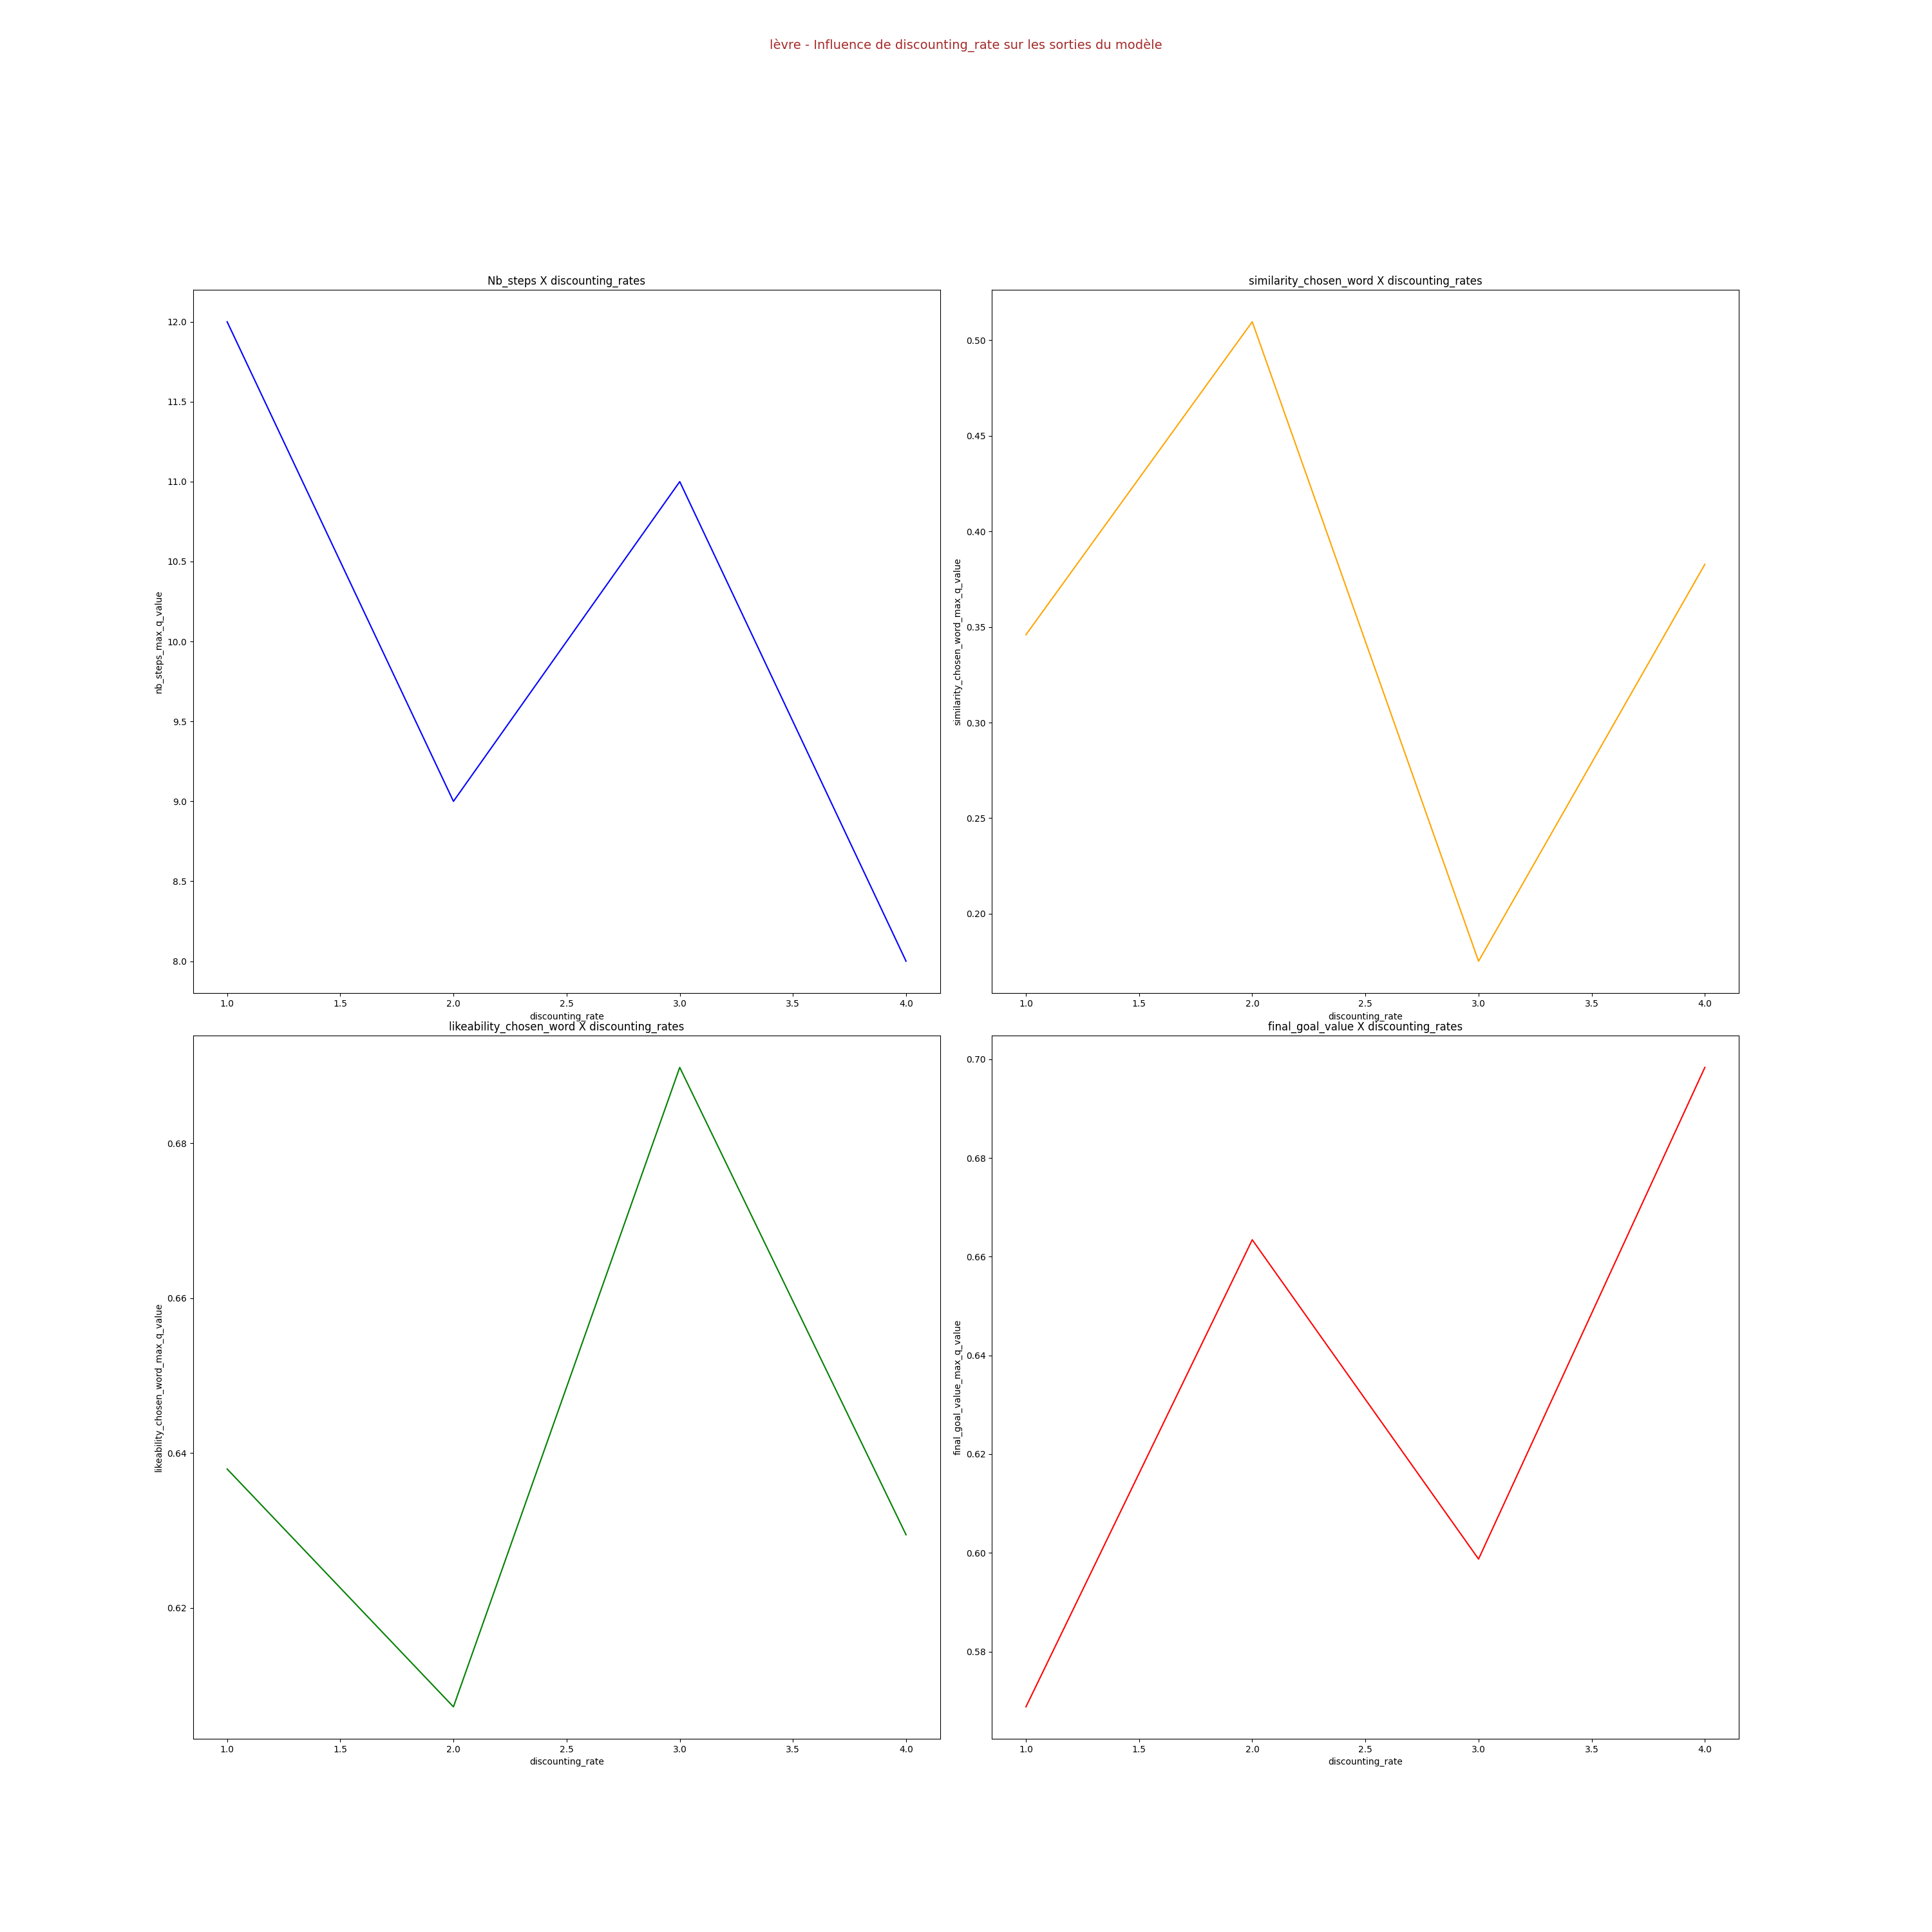 lèvre - Influence de discounting_rate sur les sorties du modèle
Nb_steps X discounting_rates
nb_steps_max_q_value
12.0
11.5
11.0
10.5
10.0
9.5
9.0
8.5
8.0
1.0 1.5 2.0 2.5 3.0 3.5 4.0
discounting_rate
similarity_chosen_word X discounting_rates
similarity_chosen_word_max_q_value
0.50
0.45
0.40
0.35
0.30
0.25
0.20
1.0 1.5 2.0 2.5 3.0 3.5 4.0
discounting_rate
likeability_chosen_word X discounting_rates
likeability_chosen_word_max_q_value
0.68
0.66
0.64
0.62
1.0 1.5 2.0 2.5 3.0 3.5 4.0
discounting_rate
final_goal_value X discounting_rates
final_goal_value_max_q_value
0.70
0.68
0.66
0.64
0.62
0.60
0.58
1.0 1.5 2.0 2.5 3.0 3.5 4.0
discounting_rate